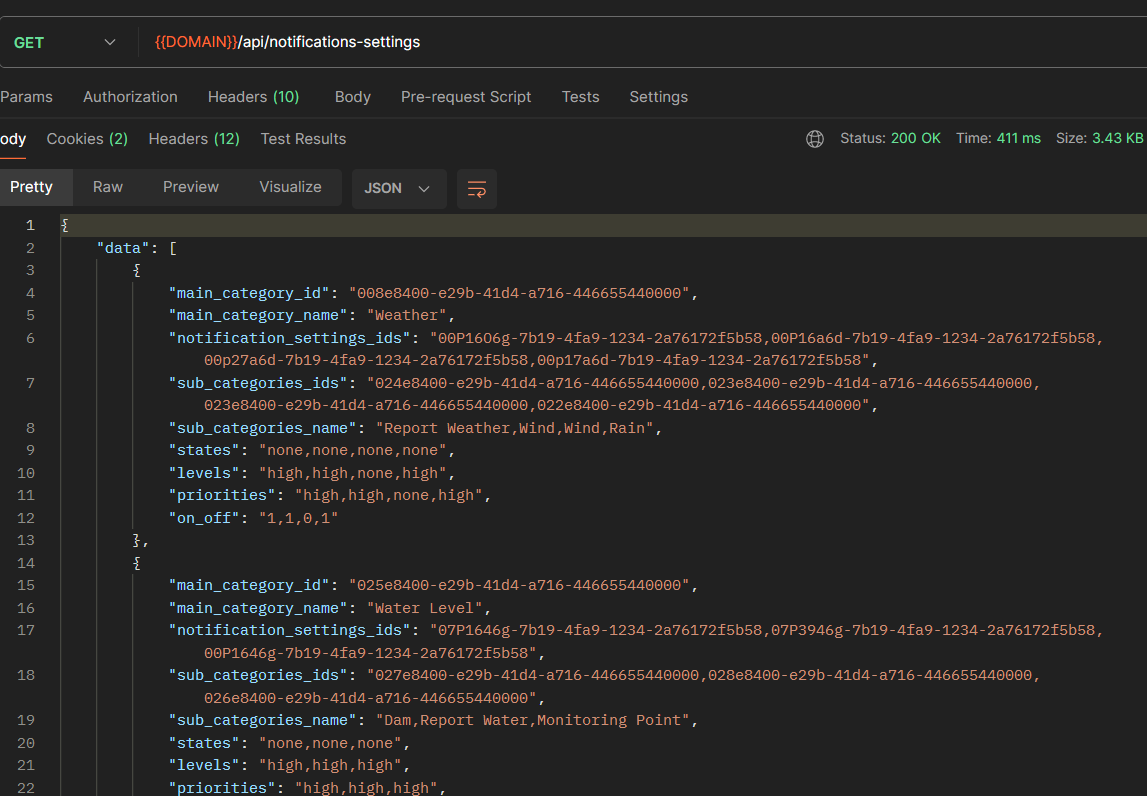 GET {{DOMAIN}}/api/notifications-settings
Params Authorization Headers (10) Body Pre-request Script Tests Settings
ody Cookies (2) Headers (12) Test Results Status: 200 OK Time: 411 ms Size: 3.43 KB
Pretty Raw Preview Visualize JSON
1 {
2 "data": [
3 {
4 "main_category_id": "008e8400-e29b-41d4-a716-446655440000",
5 "main_category_name": "Weather",
6 "notification_settings_ids": "00P1606g-7b19-4fa9-1234-2a76172f5b58,00P16a6d-7b19-4fa9-1234-2a76172f5b58,
00p27a6d-7b19-4fa9-1234-2a76172f5b58,00p17a6d-7b19-4fa9-1234-2a76172f5b58",
7 "sub_categories_ids": "024e8400-e29b-41d4-a716-446655440000,023e8400-e29b-41d4-a716-446655440000,
023e8400-e29b-41d4-a716-446655440000,022e8400-e29b-41d4-a716-446655440000",
8 "sub_categories_name": "Report Weather,Wind,Wind,Rain",
9 "states": "none,none,none,none",
10 "levels": "high,high,none,high",
11 "priorities": "high,high,none,high",
12 "on_off": "1,1,0,1"
13 },
14 {
15 "main_category_id": "025e8400-e29b-41d4-a716-446655440000",
16 "main_category_name": "Water Level",
17 "notification_settings_ids": "07P1646g-7b19-4fa9-1234-2a76172f5b58,07P3946g-7b19-4fa9-1234-2a76172f5b58,
00P1646g-7b19-4fa9-1234-2a76172f5b58",
18 "sub_categories_ids": "027e8400-e29b-41d4-a716-446655440000,028e8400-e29b-41d4-a716-446655440000,
026e8400-e29b-41d4-a716-446655440000",
19 "sub_categories_name": "Dam,Report Water,Monitoring Point",
20 "states": "none,none,none",
21 "levels": "high,high,high",
22 "priorities": "high,high,high",